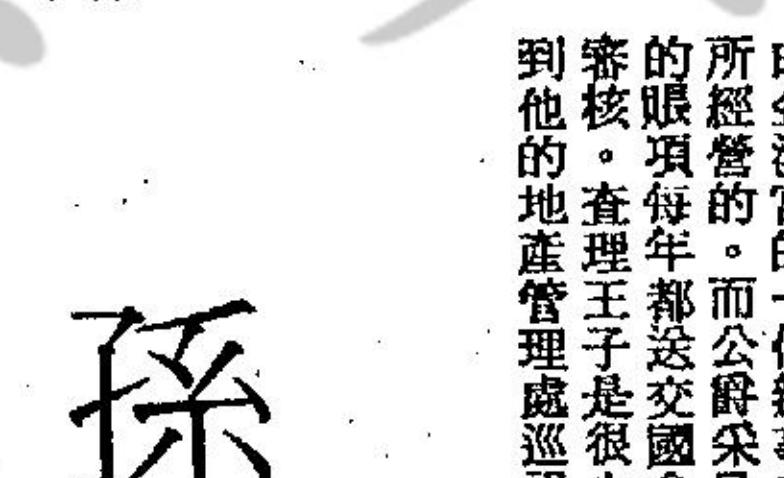 所經營的。而公爵采
的賬項每年都送交國
審核。查理王子是很
到他的地產管理處巡
孫